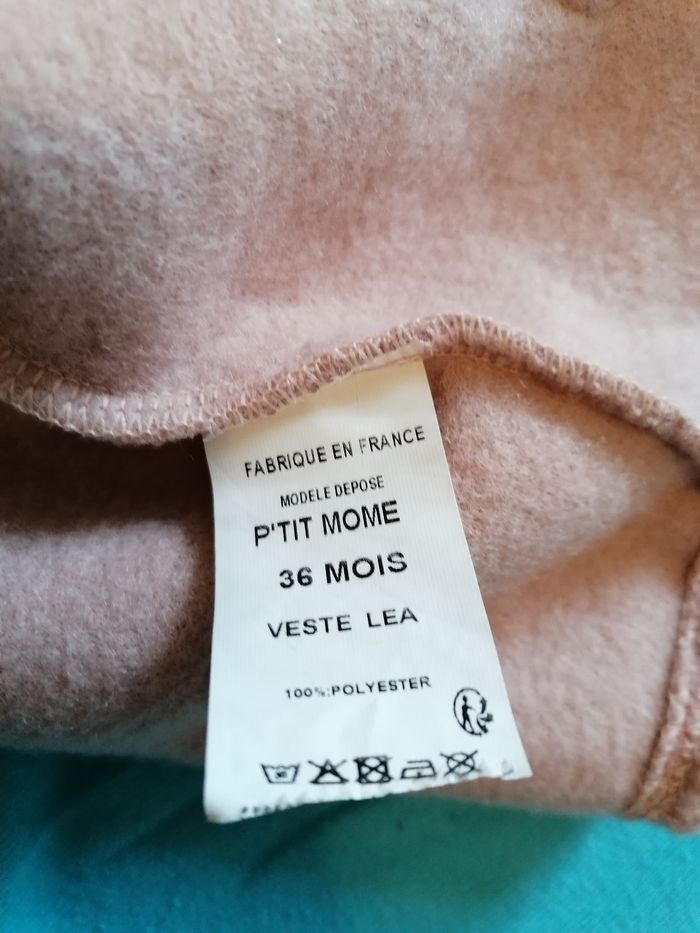 FABRIQUE EN FRANCE
MODELE DEPOSE
P'TIT MOME
36 MOIS
VESTE LEA
100%:POLYESTER